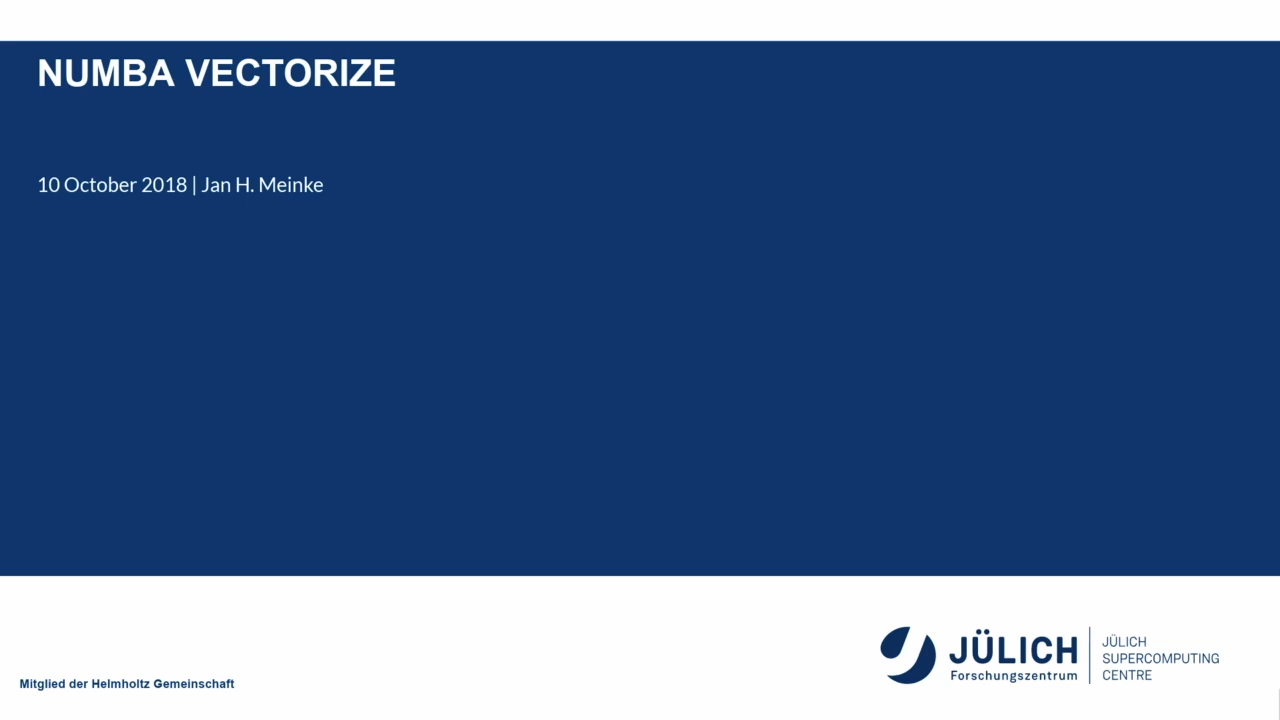 NUMBA VECTORIZE
10 October 2018 | Jan H. Meinke
Mitglied der Helmholtz Gemeinschaft
JÜLICH
Forschungszentrum
JÜLICH
SUPERCOMPUTING
CENTRE